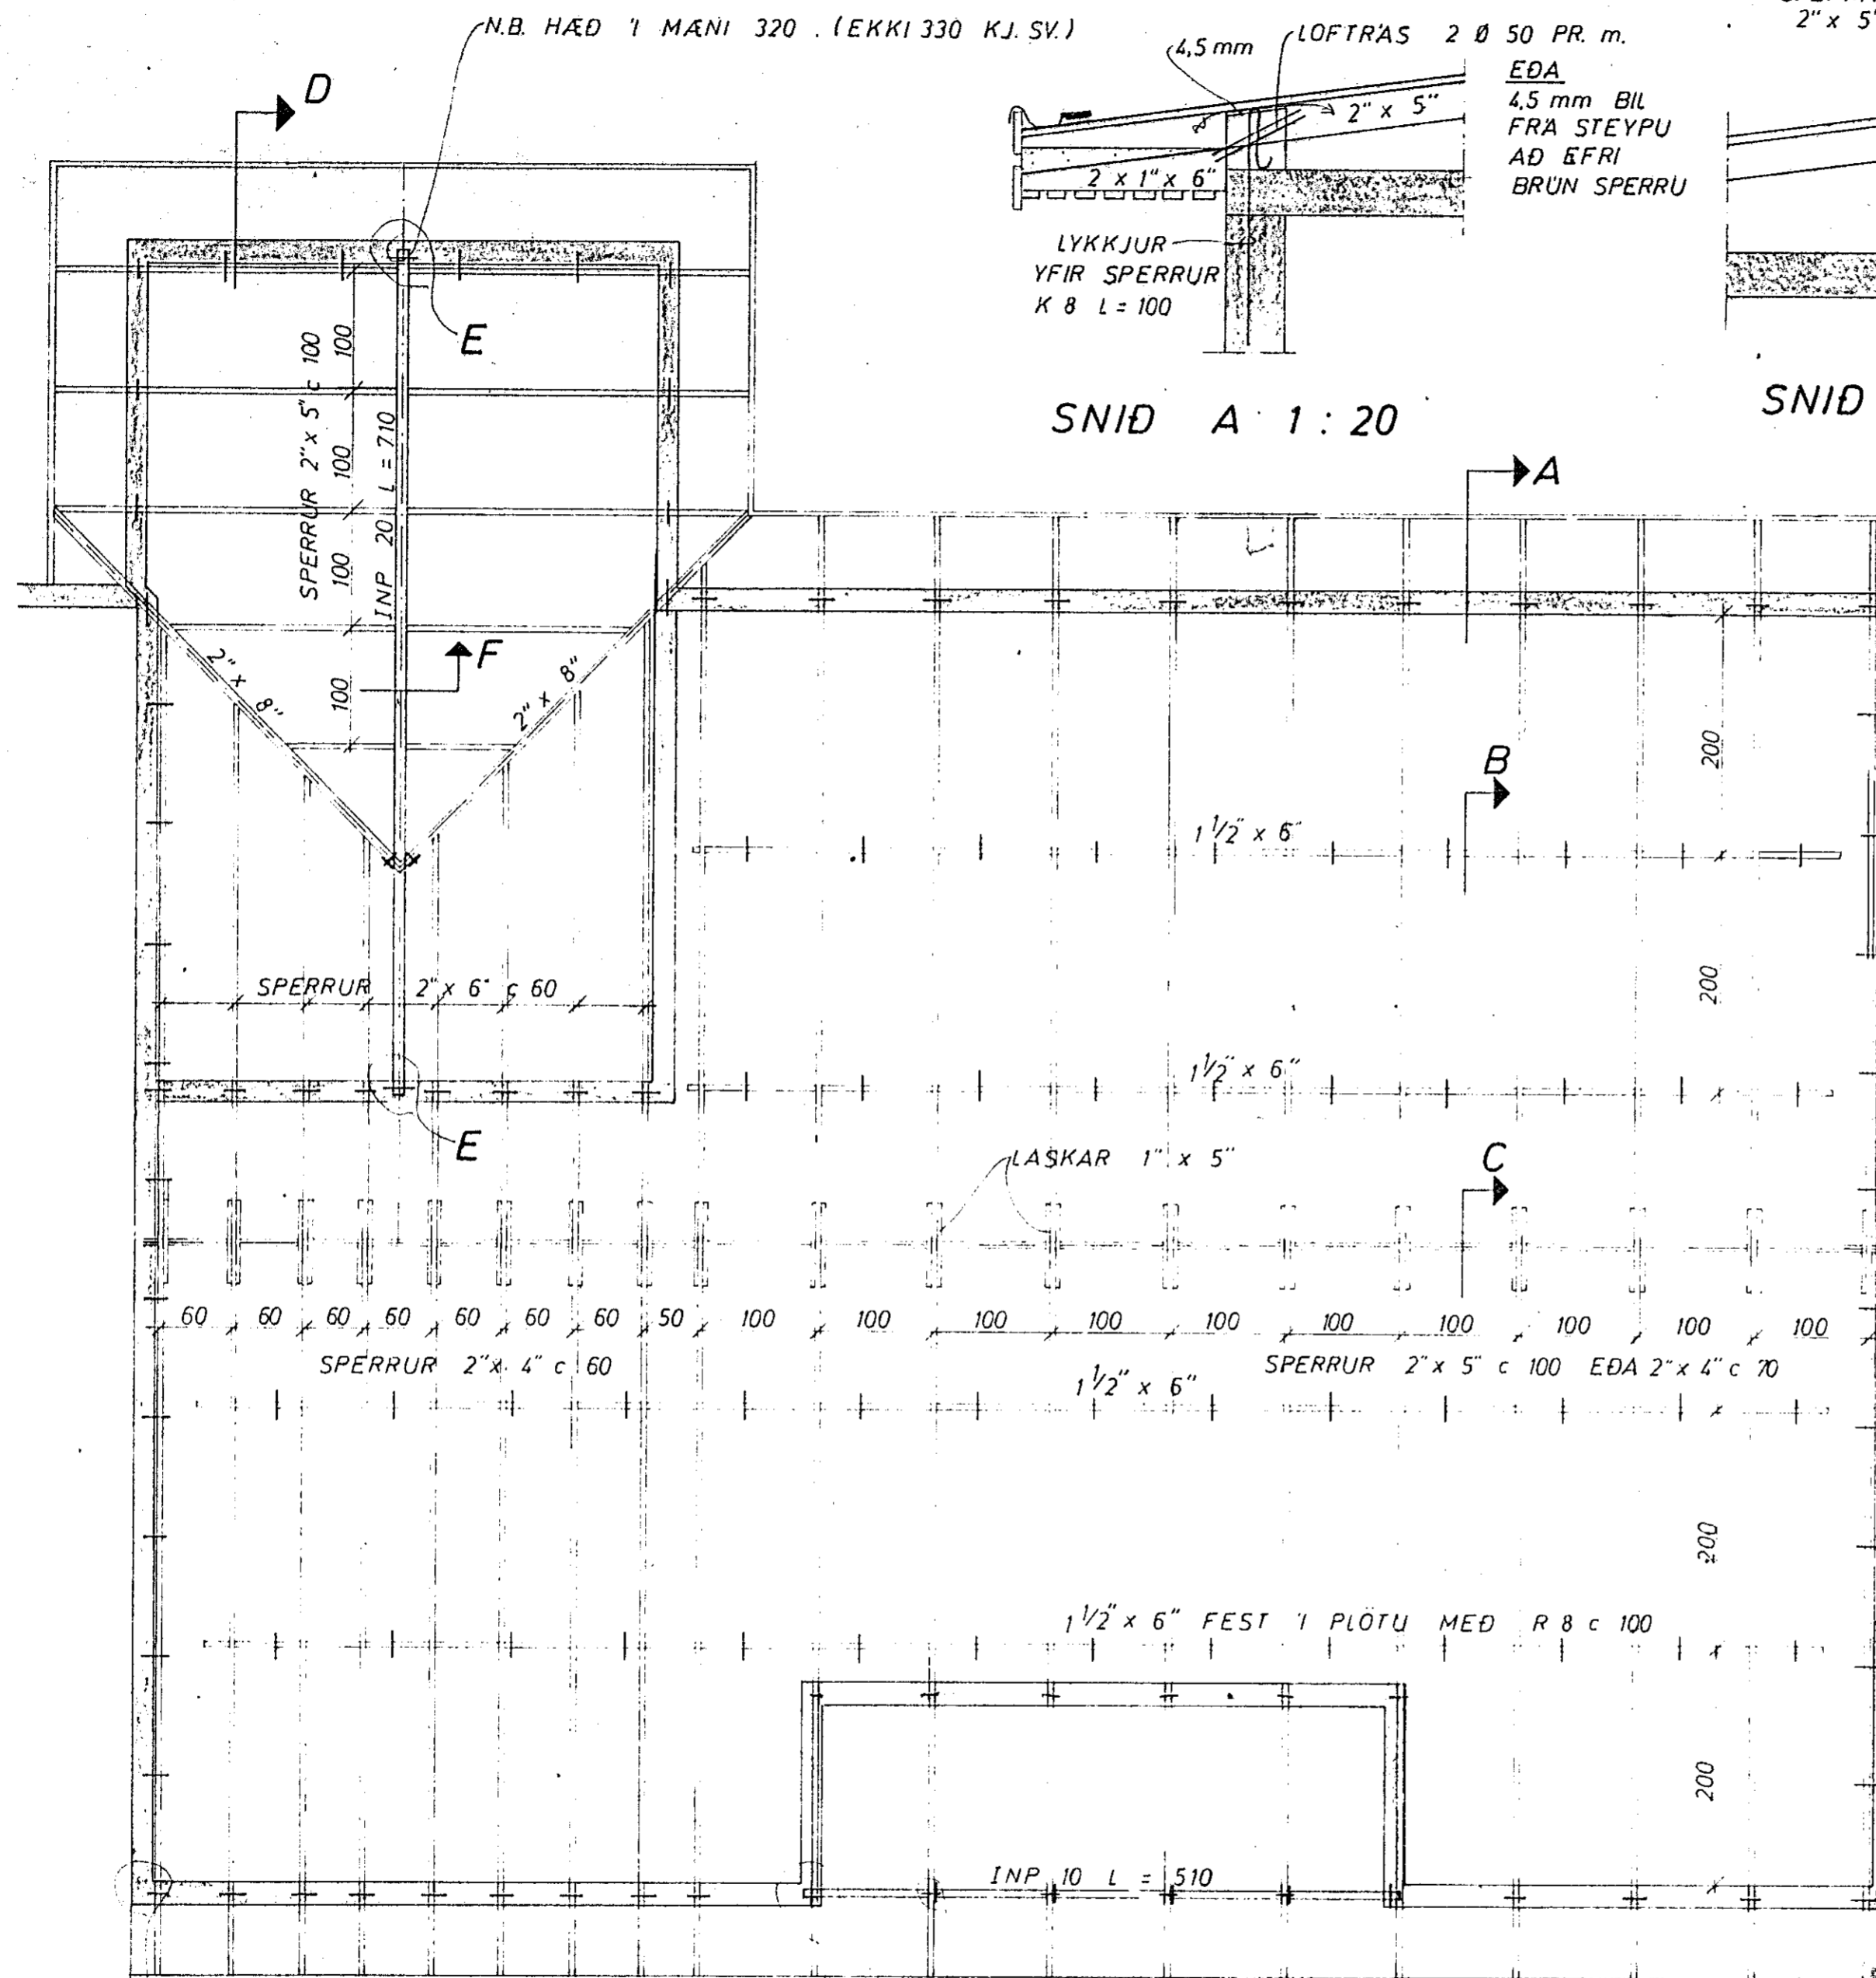 N.B. HÆÐ Í MÆNI 320 . (EKKI 330 KJ. SV.)
2" x 5"
4,5 mm
LOFTRÁS 2 Ø 50 PR. m.
EÐA
4,5 mm BIL
FRÁ STEYPU
AÐ EFRI
BRÚN SPERRU
2" x 5"
2 x 1" x 6"
LYKKJUR
YFIR SPERRUR
K 8 L = 100
SNIÐ A 1 : 20
SNIÐ
D
E
SPERRUR 2" x 5" c 100
100
100
100
100
INP 20 L = 710
F
2" x 8"
2" x 8"
A
B
200
1 1/2" x 6"
200
SPERRUR 2" x 6" c 60
1 1/2" x 6"
E
LASKAR 1" x 5"
C
60 60 60 60 60 60 60 50 100 100 100 100 100 100 100 100 100 100
SPERRUR 2" x 4" c 60
SPERRUR 2" x 5" c 100 EÐA 2" x 4" c 70
1 1/2" x 6"
200
1 1/2" x 6" FEST Í PLÖTU MEÐ R 8 c 100
200
INP 10 L = 510